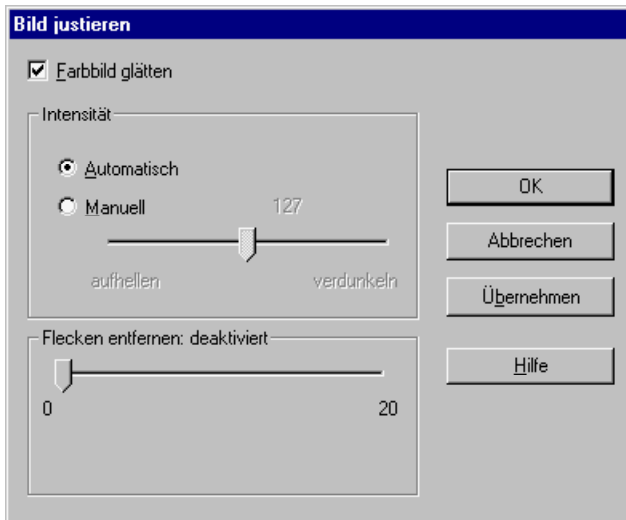 Bild justieren
Farbbild glätten
Intensität
Automatisch
Manuell 127
aufhellen verdunkeln
Flecken entfernen: deaktiviert
0 20
OK
Abbrechen
Übernehmen
Hilfe